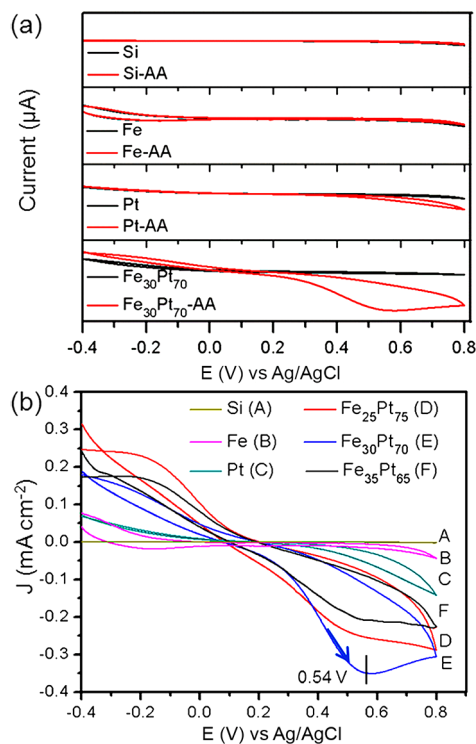 (a)
Current (µA)
Si
Si-AA
Fe
Fe-AA
Pt
Pt-AA
Fe₃₀Pt₇₀
Fe₃₀Pt₇₀-AA
-0.4 -0.2 0.0 0.2 0.4 0.6 0.8
E (V) vs Ag/AgCl
(b)
J (mA cm⁻²)
0.4
0.3
0.2
0.1
0.0
-0.1
-0.2
-0.3
-0.4
Si (A) Fe₂₅Pt₇₅ (D)
Fe (B) Fe₃₀Pt₇₀ (E)
Pt (C) Fe₃₅Pt₆₅ (F)
A
B
C
F
D
E
0.54 V
-0.4 -0.2 0.0 0.2 0.4 0.6 0.8
E (V) vs Ag/AgCl